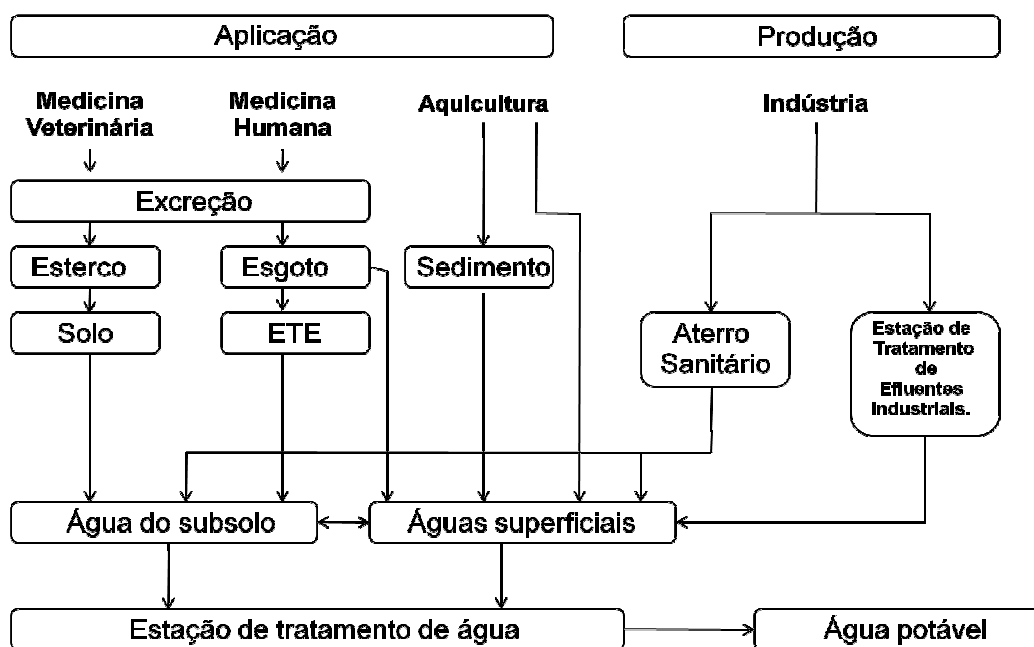 Aplicação
Produção
Medicina
Veterinária
Medicina
Humana
Aquicultura
Indústria
Excreção
Esterco
Esgoto
Sedimento
Solo
ETE
Aterro
Sanitário
Estação de
Tratamento
de
Efluentes
Industriais.
Água do subsolo
Águas superficiais
Estação de tratamento de água
Água potável